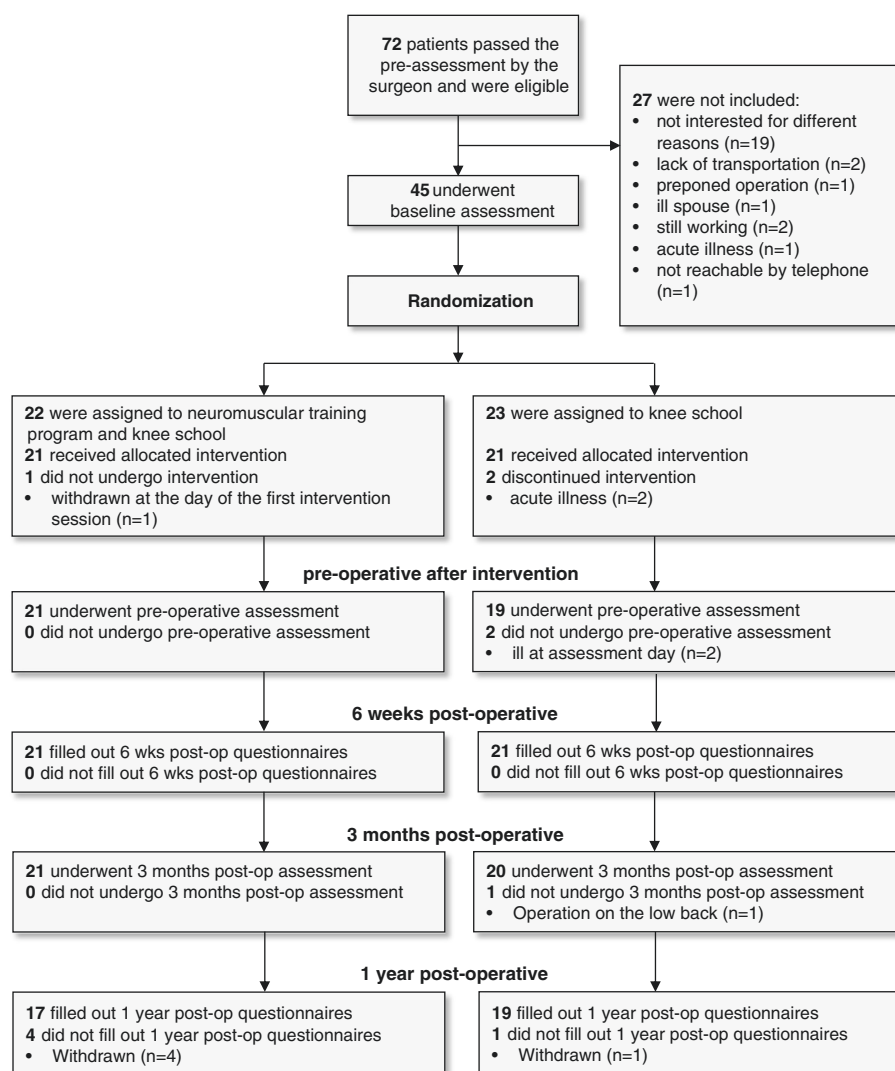 72 patients passed the
pre-assessment by the
surgeon and were eligible
27 were not included:
• not interested for different
reasons (n=19)
• lack of transportation (n=2)
• preponed operation (n=1)
• ill spouse (n=1)
• still working (n=2)
• acute illness (n=1)
• not reachable by telephone
(n=1)
45 underwent
baseline assessment
Randomization
22 were assigned to neuromuscular training
program and knee school
21 received allocated intervention
1 did not undergo intervention
• withdrawn at the day of the first intervention
session (n=1)
23 were assigned to knee school
21 received allocated intervention
2 discontinued intervention
• acute illness (n=2)
pre-operative after intervention
21 underwent pre-operative assessment
0 did not undergo pre-operative assessment
19 underwent pre-operative assessment
2 did not undergo pre-operative assessment
• ill at assessment day (n=2)
6 weeks post-operative
21 filled out 6 wks post-op questionnaires
0 did not fill out 6 wks post-op questionnaires
21 filled out 6 wks post-op questionnaires
0 did not fill out 6 wks post-op questionnaires
3 months post-operative
21 underwent 3 months post-op assessment
0 did not undergo 3 months post-op assessment
20 underwent 3 months post-op assessment
1 did not undergo 3 months post-op assessment
• Operation on the low back (n=1)
1 year post-operative
17 filled out 1 year post-op questionnaires
4 did not fill out 1 year post-op questionnaires
• Withdrawn (n=4)
19 filled out 1 year post-op questionnaires
1 did not fill out 1 year post-op questionnaires
• Withdrawn (n=1)